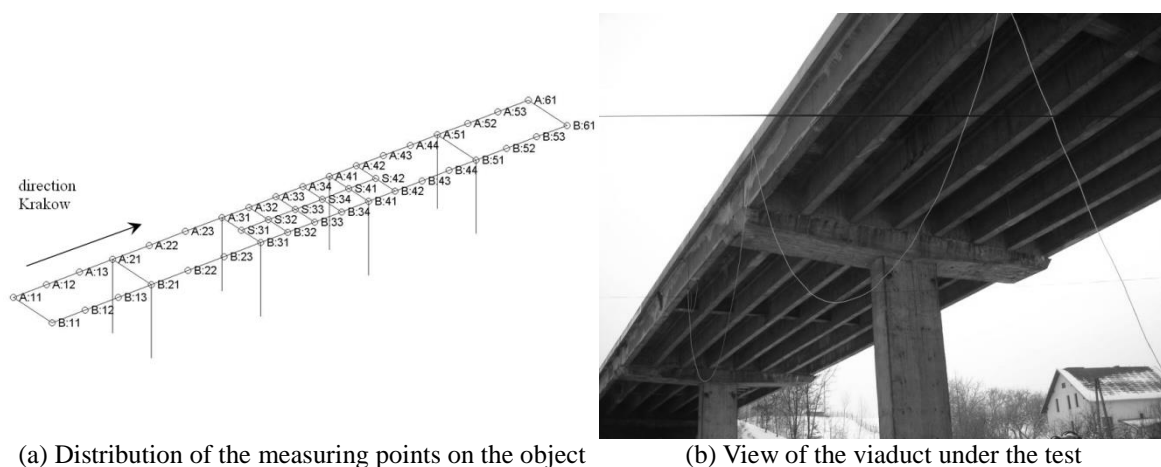 direction
Krakow
A:11
A:12
A:13
A:21
A:22
A:23
A:31
A:32
A:33
A:34
A:41
A:42
A:43
A:44
A:51
A:52
A:53
A:61
S:31
S:32
S:33
S:34
S:41
S:42
B:11
B:12
B:13
B:21
B:22
B:23
B:31
B:32
B:33
B:34
B:41
B:42
B:43
B:44
B:51
B:52
B:53
B:61
(a) Distribution of the measuring points on the object
(b) View of the viaduct under the test